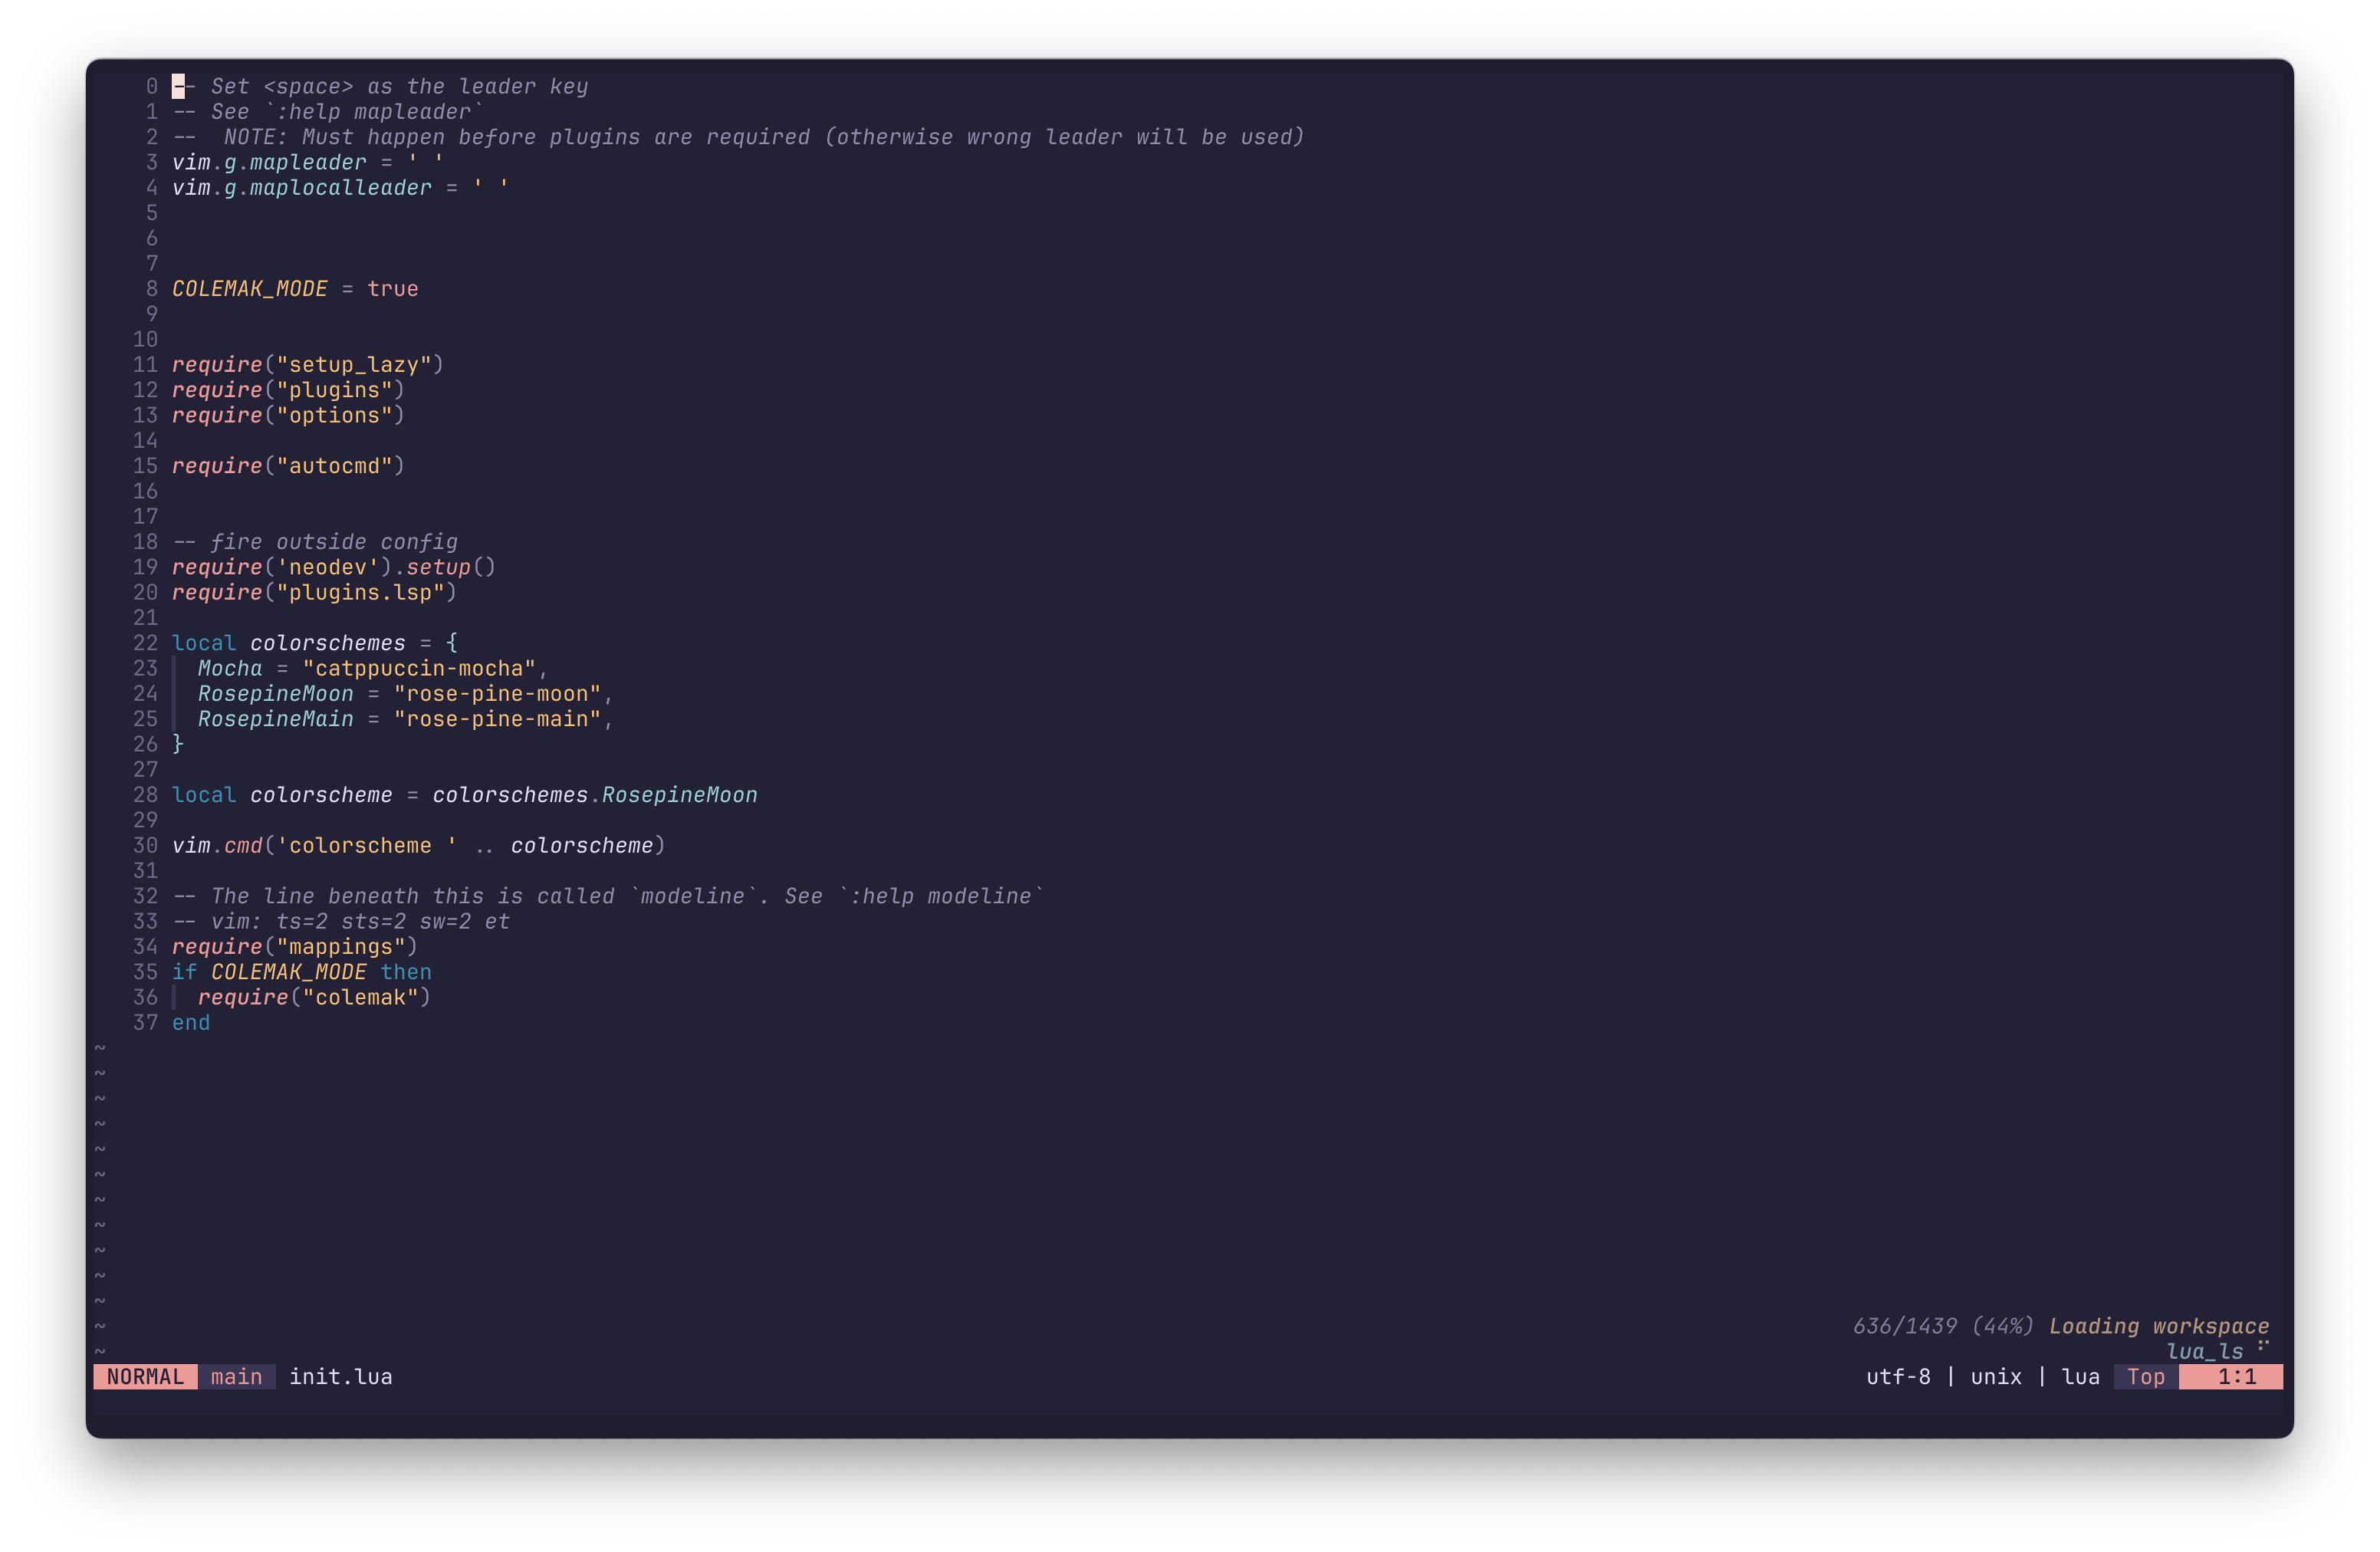 0 -- Set <space> as the leader key
1 -- See `:help mapleader`
2 --  NOTE: Must happen before plugins are required (otherwise wrong leader will be used)
3 vim.g.mapleader = ' '
4 vim.g.maplocalleader = ' '
5
6
7
8 COLEMAK_MODE = true
9
10
11 require("setup_lazy")
12 require("plugins")
13 require("options")
14
15 require("autocmd")
16
17
18 -- fire outside config
19 require('neodev').setup()
20 require("plugins.lsp")
21
22 local colorschemes = {
23   Mocha = "catppuccin-mocha",
24   RosepineMoon = "rose-pine-moon",
25   RosepineMain = "rose-pine-main",
26 }
27
28 local colorscheme = colorschemes.RosepineMoon
29
30 vim.cmd('colorscheme ' .. colorscheme)
31
32 -- The line beneath this is called `modeline`. See `:help modeline`
33 -- vim: ts=2 sts=2 sw=2 et
34 require("mappings")
35 if COLEMAK_MODE then
36   require("colemak")
37 end
~
~
~
~
~
~
~
~
~
~
~
~ 636/1439 (44%) Loading workspace
~ lua_ls ⠋
NORMAL main init.lua utf-8 | unix | lua Top 1:1